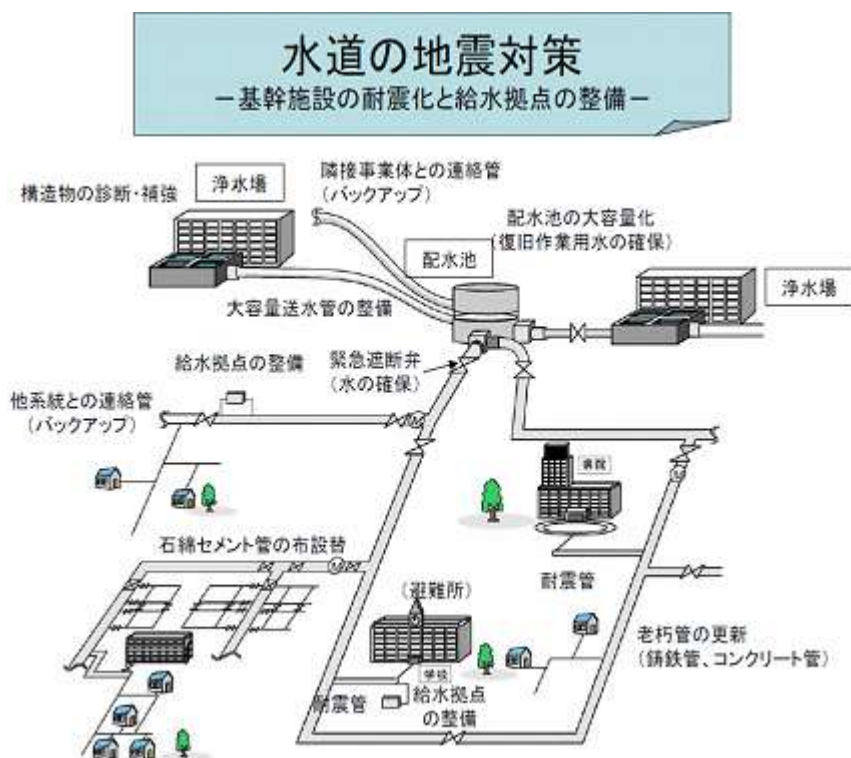 水道の地震対策
－基幹施設の耐震化と給水拠点の整備－
構造物の診断・補強
浄水場
隣接事業体との連絡管
（バックアップ）
配水池の大容量化
（復旧作業用水の確保）
配水池
浄水場
大容量送水管の整備
給水拠点の整備
緊急遮断弁
（水の確保）
他系統との連絡管
（バックアップ）
病院
石綿セメント管の布設替
耐震管
（避難所）
老朽管の更新
（鋳鉄管、コンクリート管）
学校
耐震管
給水拠点
の整備